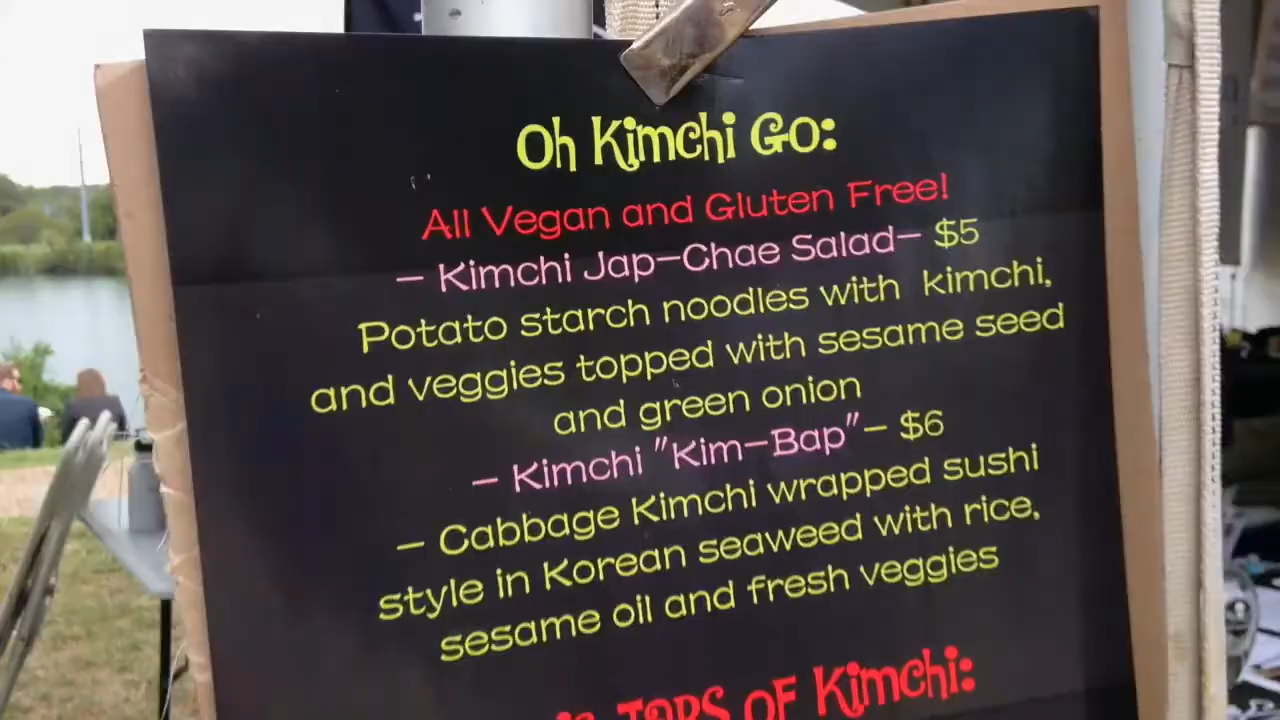 Oh Kimchi Go:
All Vegan and Gluten Free!
– Kimchi Jap-Chae Salad– $5
Potato starch noodles with kimchi,
and veggies topped with sesame seed
and green onion
– Kimchi "Kim-Bap"– $6
– Cabbage Kimchi wrapped sushi
style in Korean seaweed with rice,
sesame oil and fresh veggies
OF Kimchi: